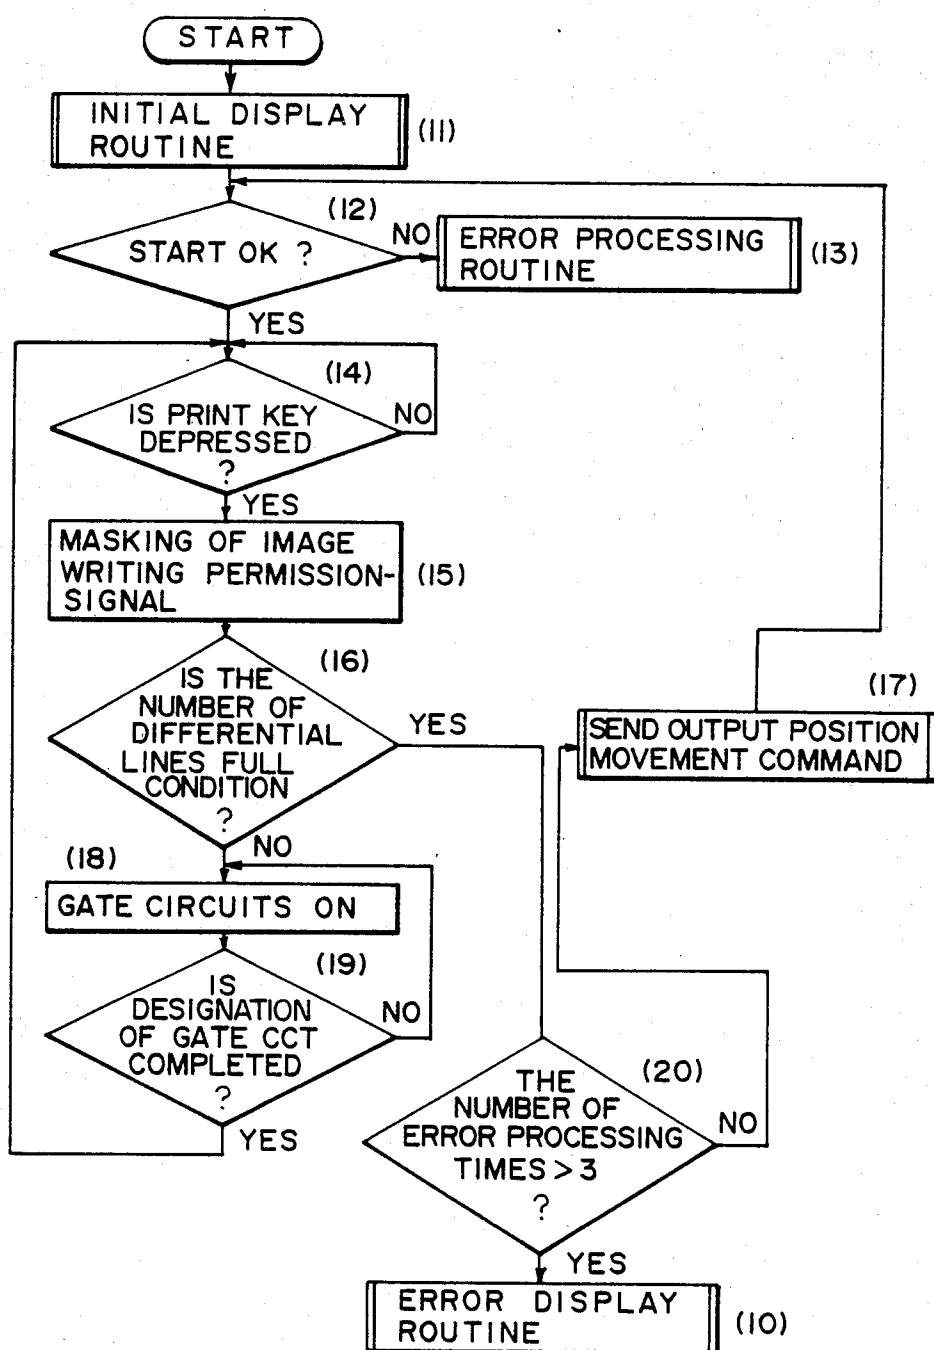 START
INITIAL DISPLAY
ROUTINE
(11)
(12)
START OK ?
NO
ERROR PROCESSING
ROUTINE
(13)
YES
(14)
IS PRINT KEY
DEPRESSED
?
NO
YES
MASKING OF IMAGE
WRITING PERMISSION-
SIGNAL
(15)
(16)
IS THE
NUMBER OF
DIFFERENTIAL
LINES FULL
CONDITION
?
YES
(17)
SEND OUTPUT POSITION
MOVEMENT COMMAND
NO
(18)
GATE CIRCUITS ON
(19)
IS
DESIGNATION
OF GATE CCT
COMPLETED
?
NO
YES
(20)
THE
NUMBER OF
ERROR PROCESSING
TIMES > 3
?
NO
YES
ERROR DISPLAY
ROUTINE
(10)